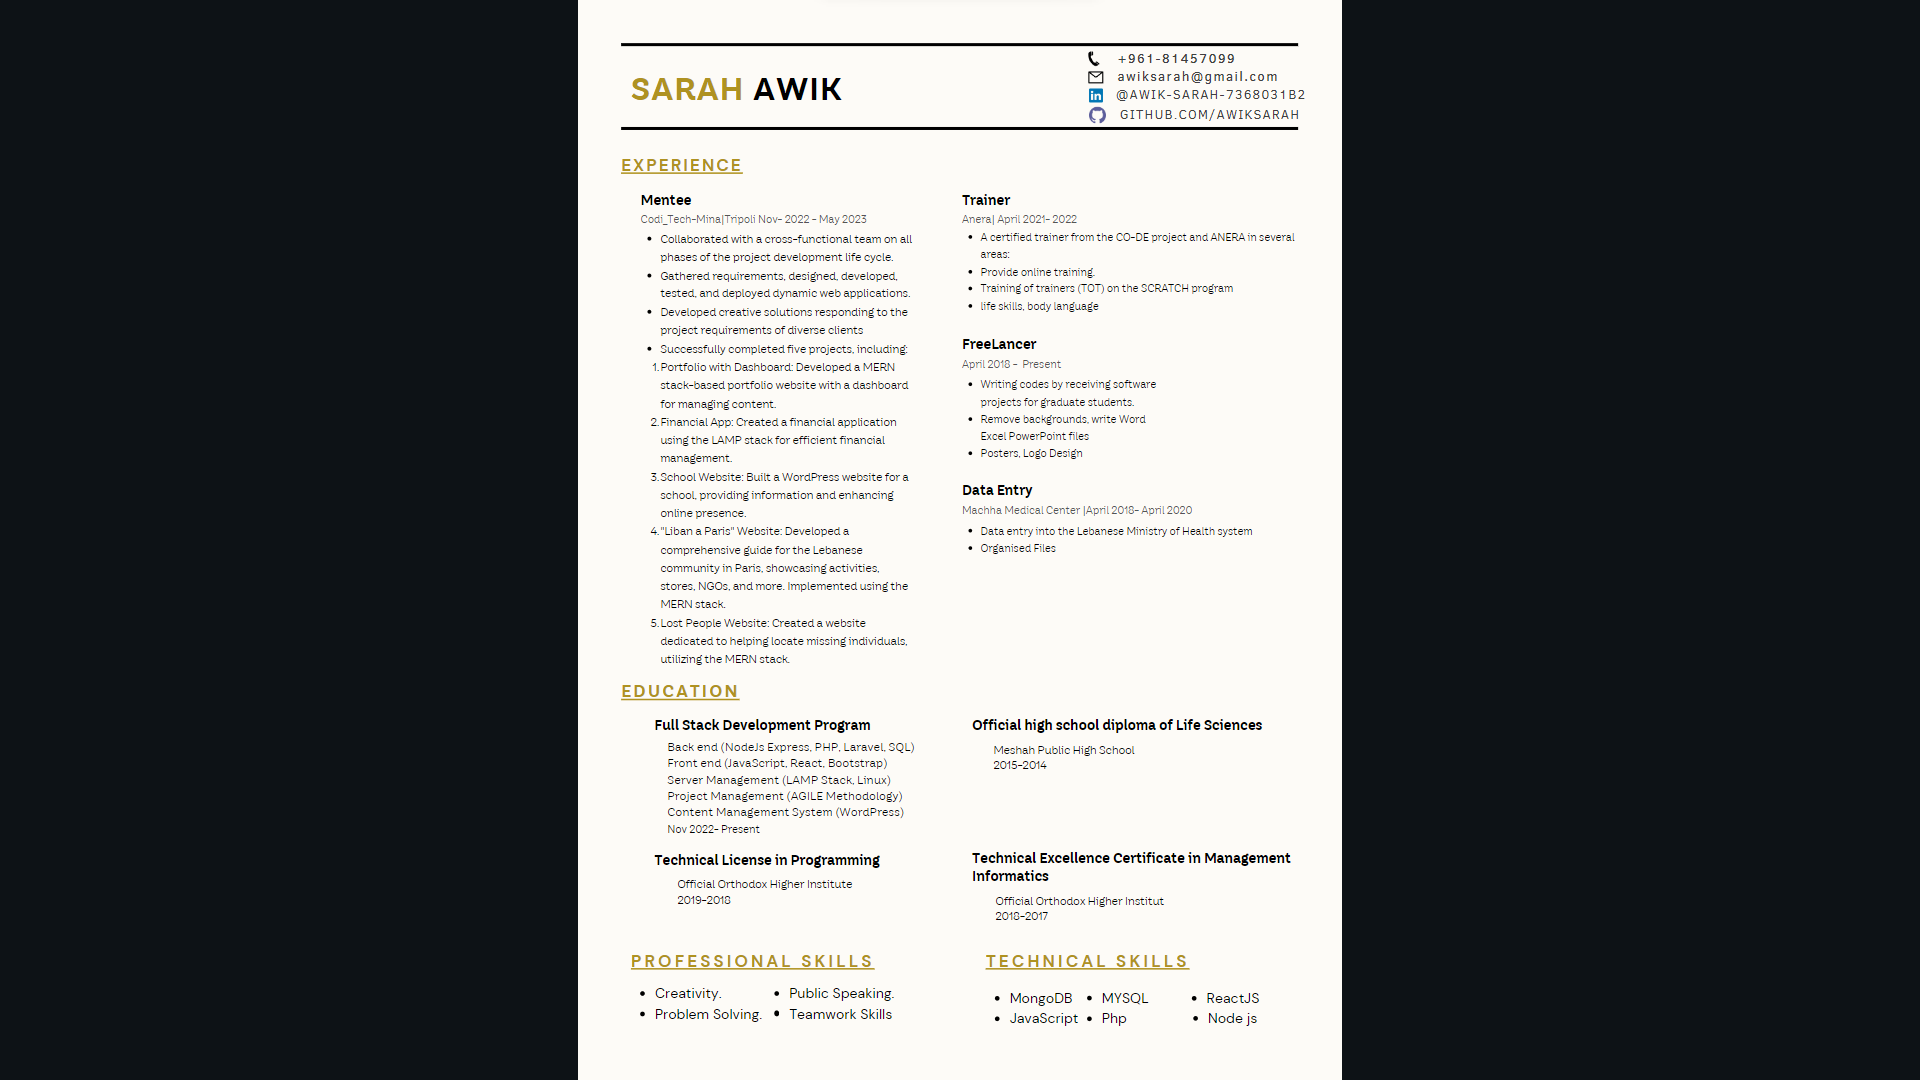 SARAH AWIK
+961-81457099
awiksarah@gmail.com
@AWIK-SARAH-7368031B2
GITHUB.COM/AWIKSARAH
EXPERIENCE
Mentee
Codi_Tech-Mina|Tripoli Nov- 2022 - May 2023
• Collaborated with a cross-functional team on all
phases of the project development life cycle.
• Gathered requirements, designed, developed,
tested, and deployed dynamic web applications.
• Developed creative solutions responding to the
project requirements of diverse clients
• Successfully completed five projects, including:
1. Portfolio with Dashboard: Developed a MERN
stack-based portfolio website with a dashboard
for managing content.
2. Financial App: Created a financial application
using the LAMP stack for efficient financial
management.
3. School Website: Built a WordPress website for a
school, providing information and enhancing
online presence.
4. "Liban a Paris" Website: Developed a
comprehensive guide for the Lebanese
community in Paris, showcasing activities,
stores, NGOs, and more. Implemented using the
MERN stack.
5. Lost People Website: Created a website
dedicated to helping locate missing individuals,
utilizing the MERN stack.
Trainer
Anera| April 2021- 2022
• A certified trainer from the CO-DE project and ANERA in several
areas:
• Provide online training.
• Training of trainers (TOT) on the SCRATCH program
• life skills, body language
FreeLancer
April 2018 - Present
• Writing codes by receiving software
projects for graduate students.
• Remove backgrounds, write Word
Excel PowerPoint files
• Posters, Logo Design
Data Entry
Machha Medical Center |April 2018- April 2020
• Data entry into the Lebanese Ministry of Health system
• Organised Files
EDUCATION
Full Stack Development Program
Back end (NodeJs Express, PHP, Laravel, SQL)
Front end (JavaScript, React, Bootstrap)
Server Management (LAMP Stack, Linux)
Project Management (AGILE Methodology)
Content Management System (WordPress)
Nov 2022- Present
Official high school diploma of Life Sciences
Meshah Public High School
2015-2014
Technical License in Programming
Official Orthodox Higher Institute
2019-2018
Technical Excellence Certificate in Management
Informatics
Official Orthodox Higher Institut
2018-2017
PROFESSIONAL SKILLS
• Creativity. • Public Speaking.
• Problem Solving. • Teamwork Skills
TECHNICAL SKILLS
• MongoDB • MYSQL • ReactJS
• JavaScript • Php • Node js